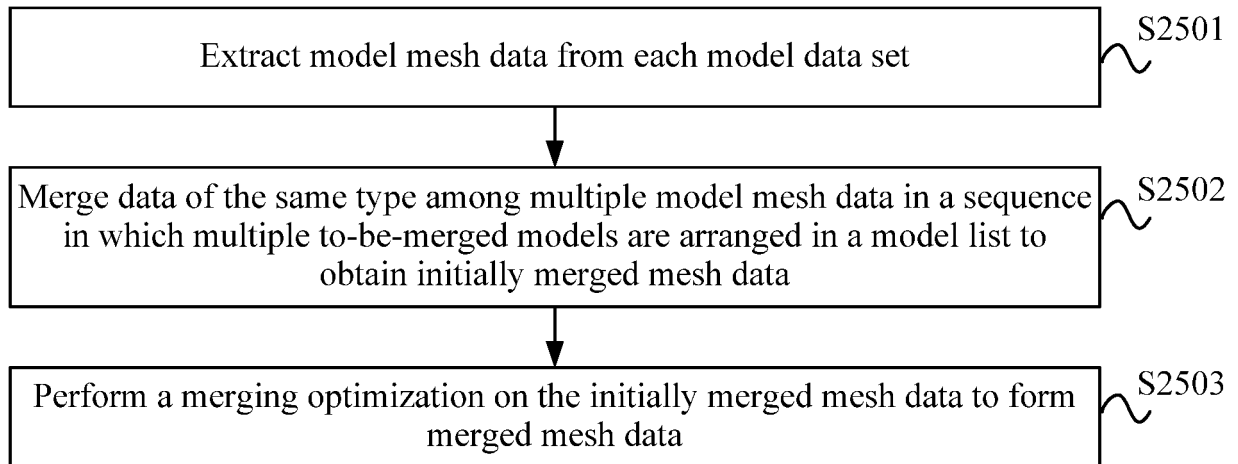 S2501
Extract model mesh data from each model data set
S2502
Merge data of the same type among multiple model mesh data in a sequence
in which multiple to-be-merged models are arranged in a model list to
obtain initially merged mesh data
S2503
Perform a merging optimization on the initially merged mesh data to form
merged mesh data